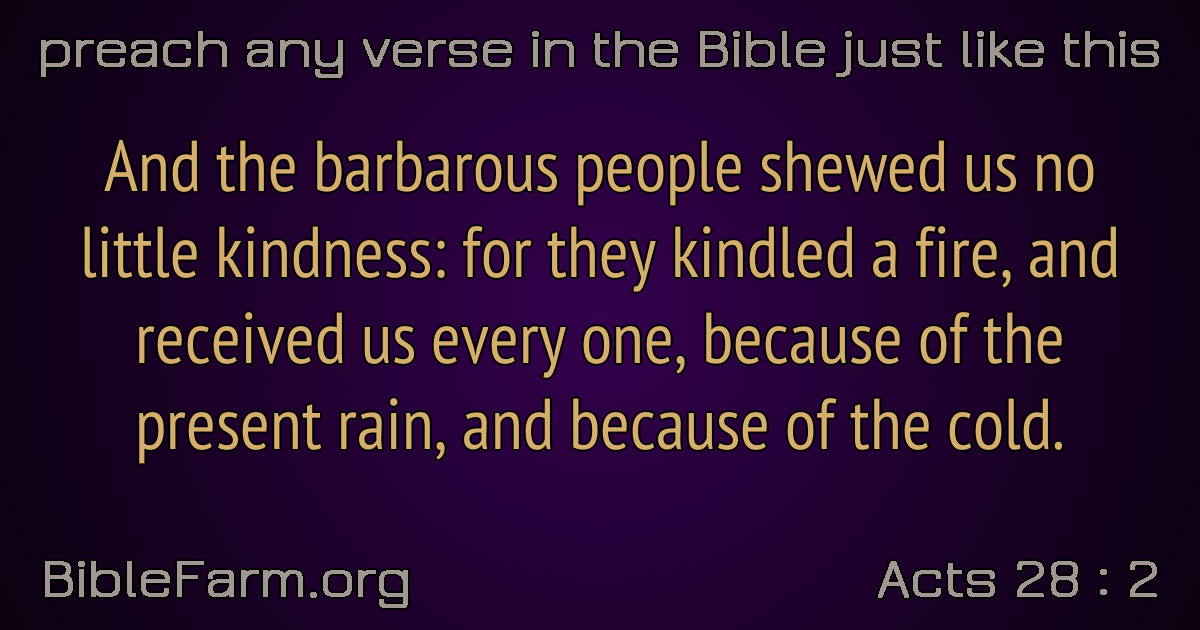 preach any verse in the Bible just like this
And the barbarous people shewed us no
little kindness: for they kindled a fire, and
received us every one, because of the
present rain, and because of the cold.
BibleFarm.org
Acts 28 : 2